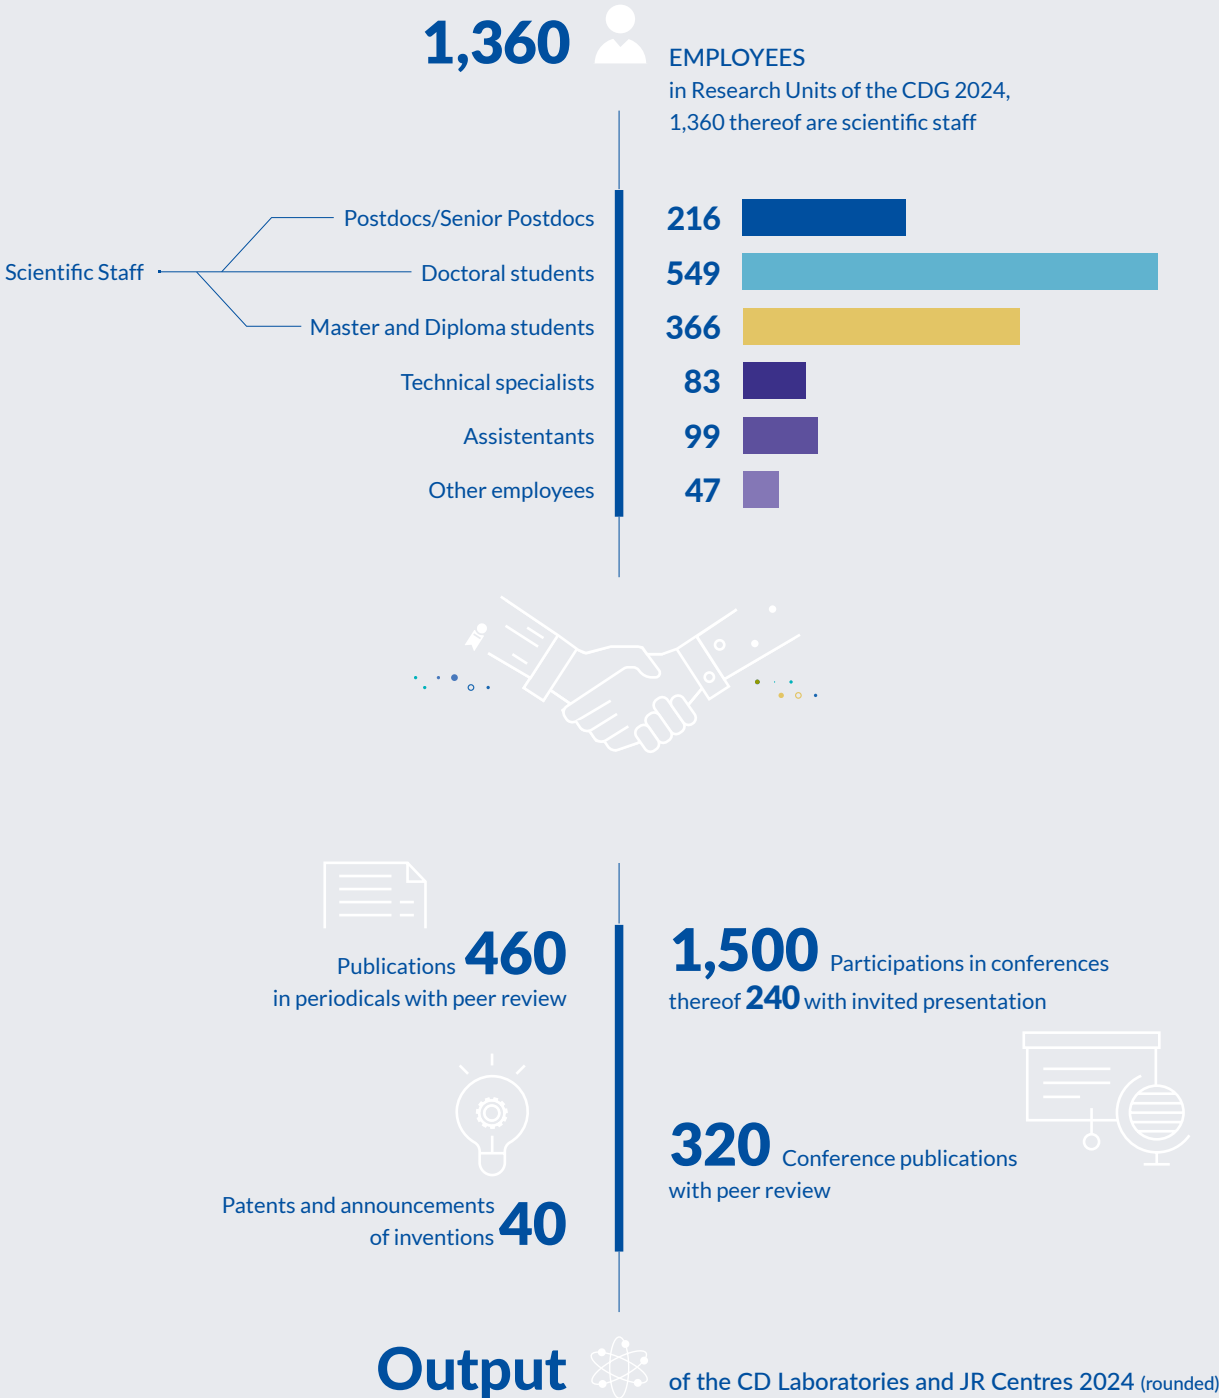 1,360
EMPLOYEES
in Research Units of the CDG 2024,
1,360 thereof are scientific staff
Scientific Staff
Postdocs/Senior Postdocs 216
Doctoral students 549
Master and Diploma students 366
Technical specialists 83
Assistentants 99
Other employees 47
Publications 460
in periodicals with peer review
1,500 Participations in conferences
thereof 240 with invited presentation
Patents and announcements
of inventions 40
320 Conference publications
with peer review
Output of the CD Laboratories and JR Centres 2024 (rounded)